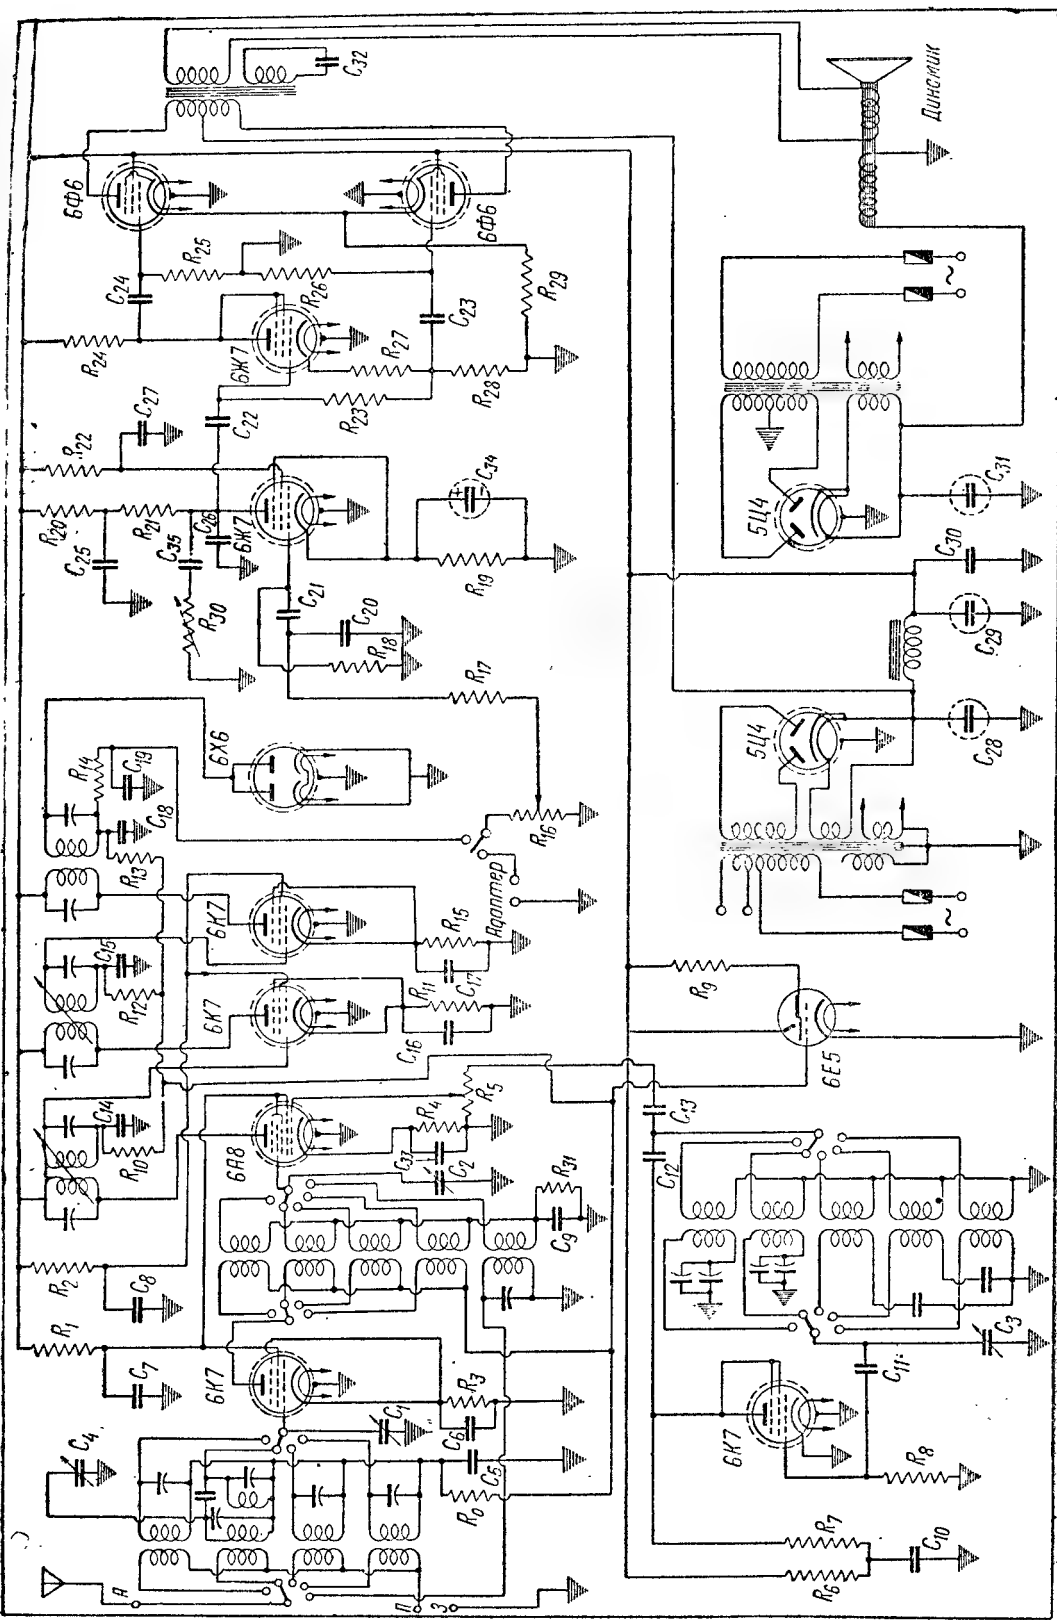 А
П
З
C4
C1
C5
R0
C6
R3
6К7
C7
R1
C8
R2
6А8
C37
C2
R4
R5
C9
R31
R10
C14
R12
C15
6К7
6К7
C16
R11
C17
R15
R13
C18
R14
C19
6Х6
Адаптер
R16
R17
R18
C20
C21
R30
C35
C25
R20
R21
C26
R22
C27
6Ж7
R19
C34
C22
R23
R24
C24
6Ж7
R27
R28
C23
R25
R26
R29
6Ф6
6Ф6
C32
Динамик
R6
R7
C10
R8
6К7
C11
C3
C12
C13
6Е5
R9
~
5Ц4
C28
C29
C30
5Ц4
C31
~